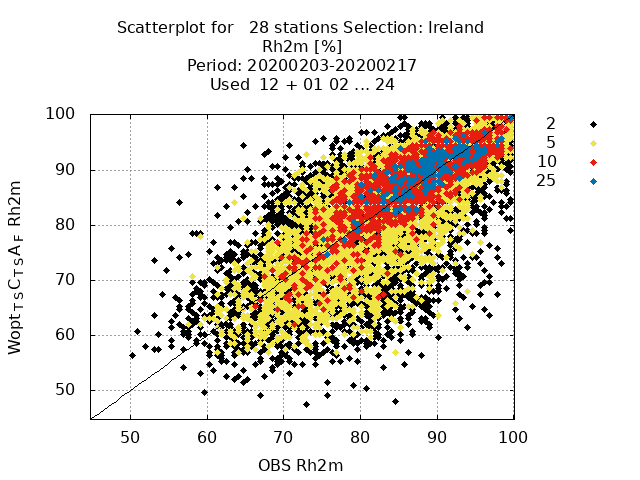 Scatterplot for   28 stations Selection: Ireland
Rh2m [%]
Period: 20200203-20200217
Used  12 + 01 02 ... 24
100
90
80
70
60
50
50 60 70 80 90 100
OBS Rh2m
Wopt T S C T S A F Rh2m
2
5
10
25